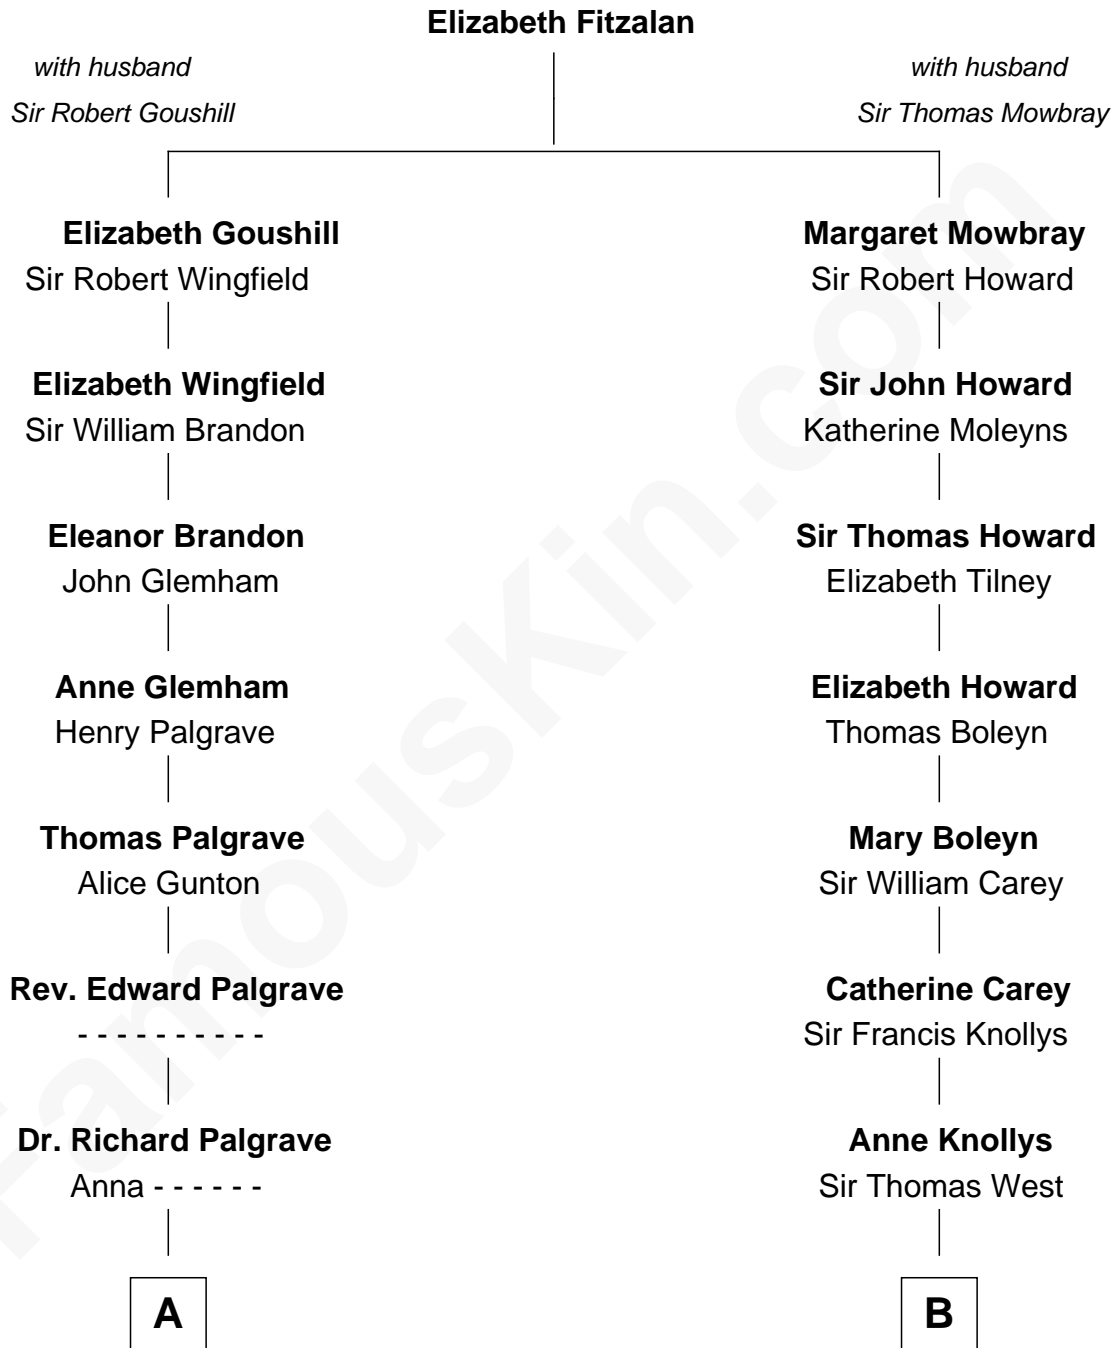 Elizabeth Fitzalan
with husband
Sir Robert Goushill
with husband
Sir Thomas Mowbray
Elizabeth Goushill
Sir Robert Wingfield
Margaret Mowbray
Sir Robert Howard
Elizabeth Wingfield
Sir William Brandon
Sir John Howard
Katherine Moleyns
Eleanor Brandon
John Glemham
Sir Thomas Howard
Elizabeth Tilney
Anne Glemham
Henry Palgrave
Elizabeth Howard
Thomas Boleyn
Thomas Palgrave
Alice Gunton
Mary Boleyn
Sir William Carey
Rev. Edward Palgrave
- - - - - - - - - -
Catherine Carey
Sir Francis Knollys
Dr. Richard Palgrave
Anna - - - - - -
Anne Knollys
Sir Thomas West
A
B
FamousKin.com